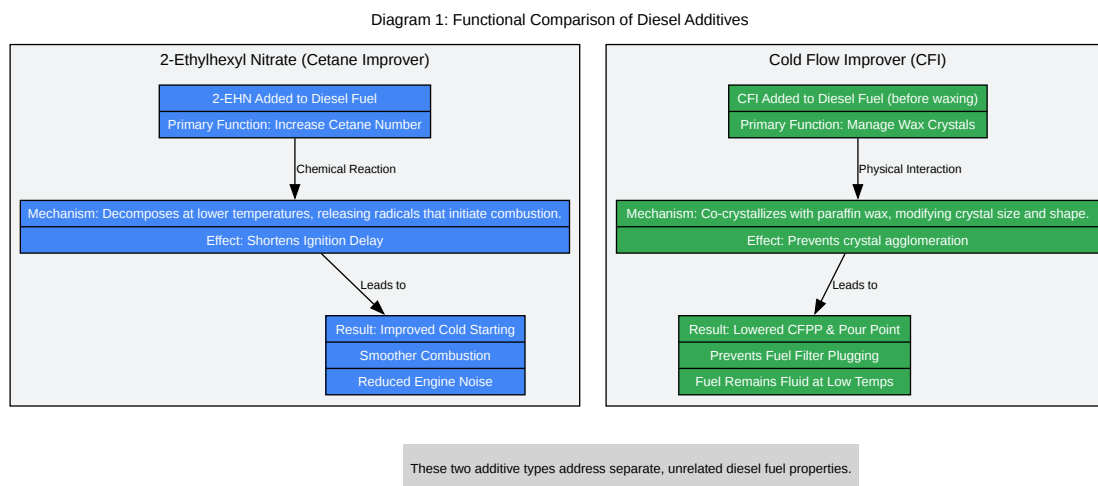 Diagram 1: Functional Comparison of Diesel Additives
2-Ethylhexyl Nitrate (Cetane Improver)
2-EHN Added to Diesel Fuel
Primary Function: Increase Cetane Number
Chemical Reaction
Mechanism: Decomposes at lower temperatures, releasing radicals that initiate combustion.
Effect: Shortens Ignition Delay
Leads to
Result: Improved Cold Starting
Smoother Combustion
Reduced Engine Noise
Cold Flow Improver (CFI)
CFI Added to Diesel Fuel (before waxing)
Primary Function: Manage Wax Crystals
Physical Interaction
Mechanism: Co-crystallizes with paraffin wax, modifying crystal size and shape.
Effect: Prevents crystal agglomeration
Leads to
Result: Lowered CFPP & Pour Point
Prevents Fuel Filter Plugging
Fuel Remains Fluid at Low Temps
These two additive types address separate, unrelated diesel fuel properties.